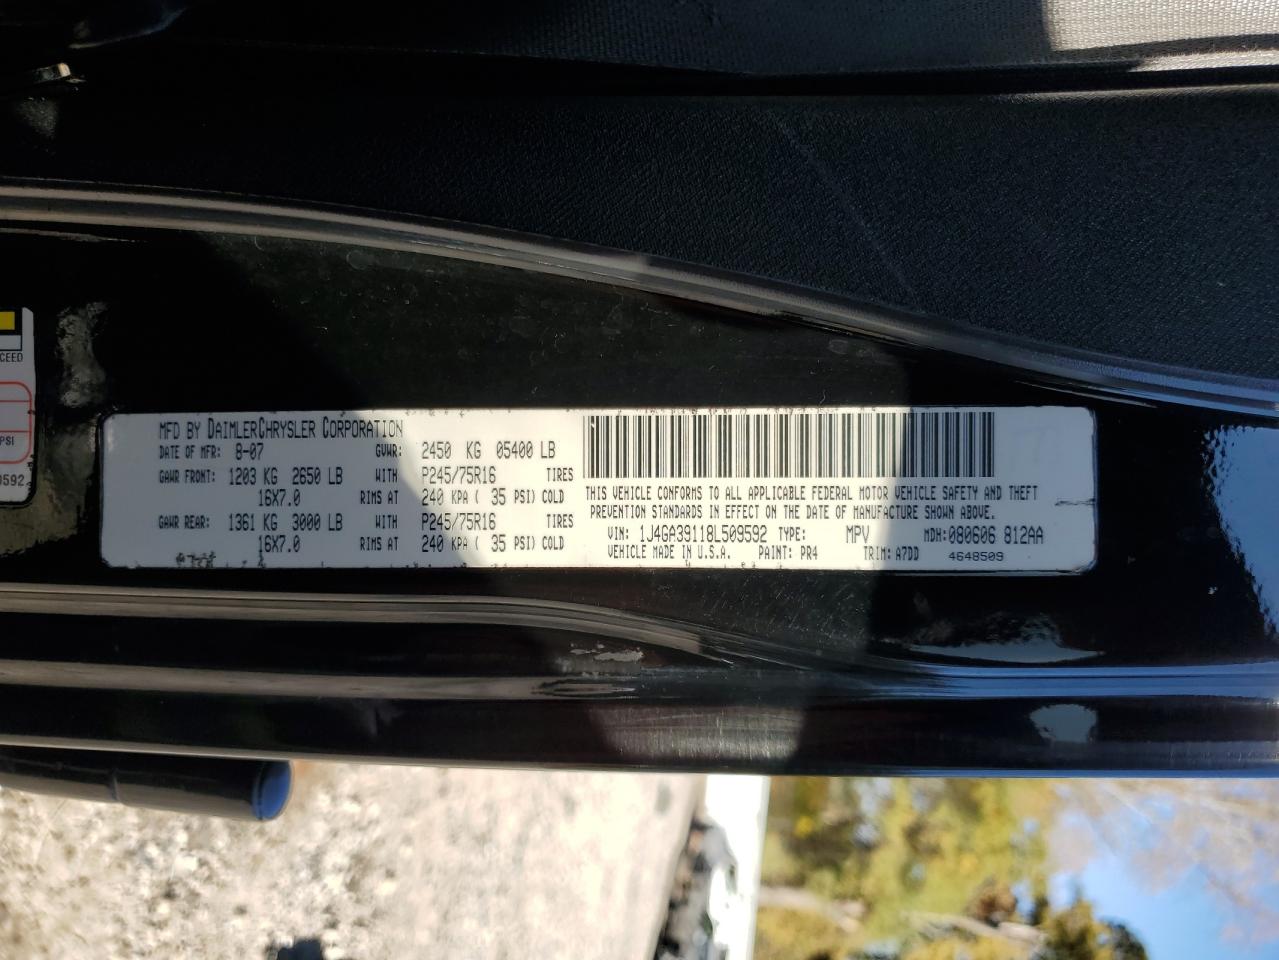 CEED
PSI
9592
MFD BY DAIMLERCHRYSLER CORPORATION
DATE OF MFR: 8-07 GVWR: 2450 KG 05400 LB
GAWR FRONT: 1203 KG 2650 LB WITH P245/75R16 TIRES
16X7.0 RIMS AT 240 KPA ( 35 PSI) COLD
GAWR REAR: 1361 KG 3000 LB WITH P245/75R16 TIRES
16X7.0 RIMS AT 240 KPA ( 35 PSI) COLD
THIS VEHICLE CONFORMS TO ALL APPLICABLE FEDERAL MOTOR VEHICLE SAFETY AND THEFT
PREVENTION STANDARDS IN EFFECT ON THE DATE OF MANUFACTURE SHOWN ABOVE.
VIN: 1J4GA39118L509592 TYPE: MPV MDH: 080606 812AA
VEHICLE MADE IN U.S.A. PAINT: PR4 TRIM: A7DD 4648509